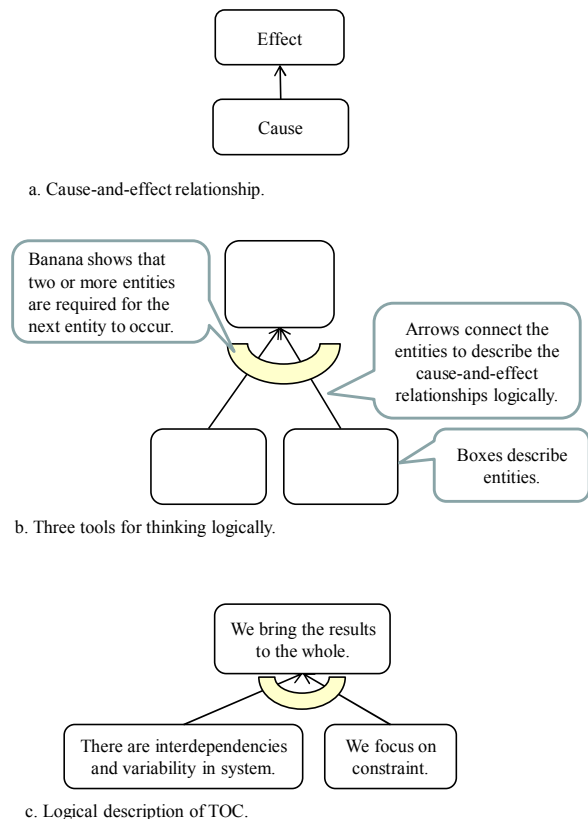 Effect
Cause
a. Cause-and-effect relationship.
Banana shows that
two or more entities
are required for the
next entity to occur.
Arrows connect the
entities to describe the
cause-and-effect
relationships logically.
Boxes describe
entities.
b. Three tools for thinking logically.
We bring the results
to the whole.
There are interdependencies
and variability in system.
We focus on
constraint.
c. Logical description of TOC.